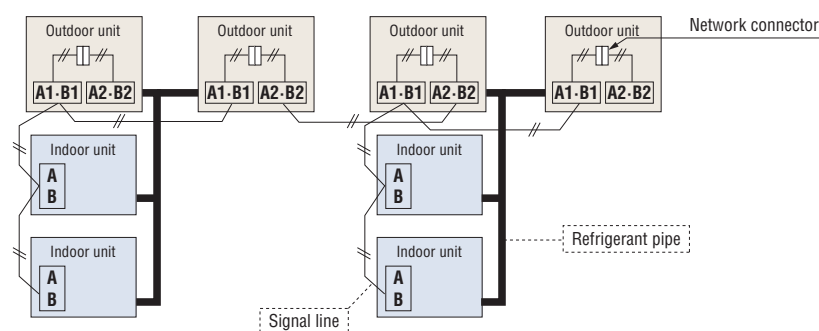 Outdoor unit
A1·B1 A2·B2
Outdoor unit
A1·B1 A2·B2
Outdoor unit
A1·B1 A2·B2
Outdoor unit
A1·B1 A2·B2
Network connector
Indoor unit
A
B
Indoor unit
A
B
Indoor unit
A
B
Indoor unit
A
B
Refrigerant pipe
Signal line